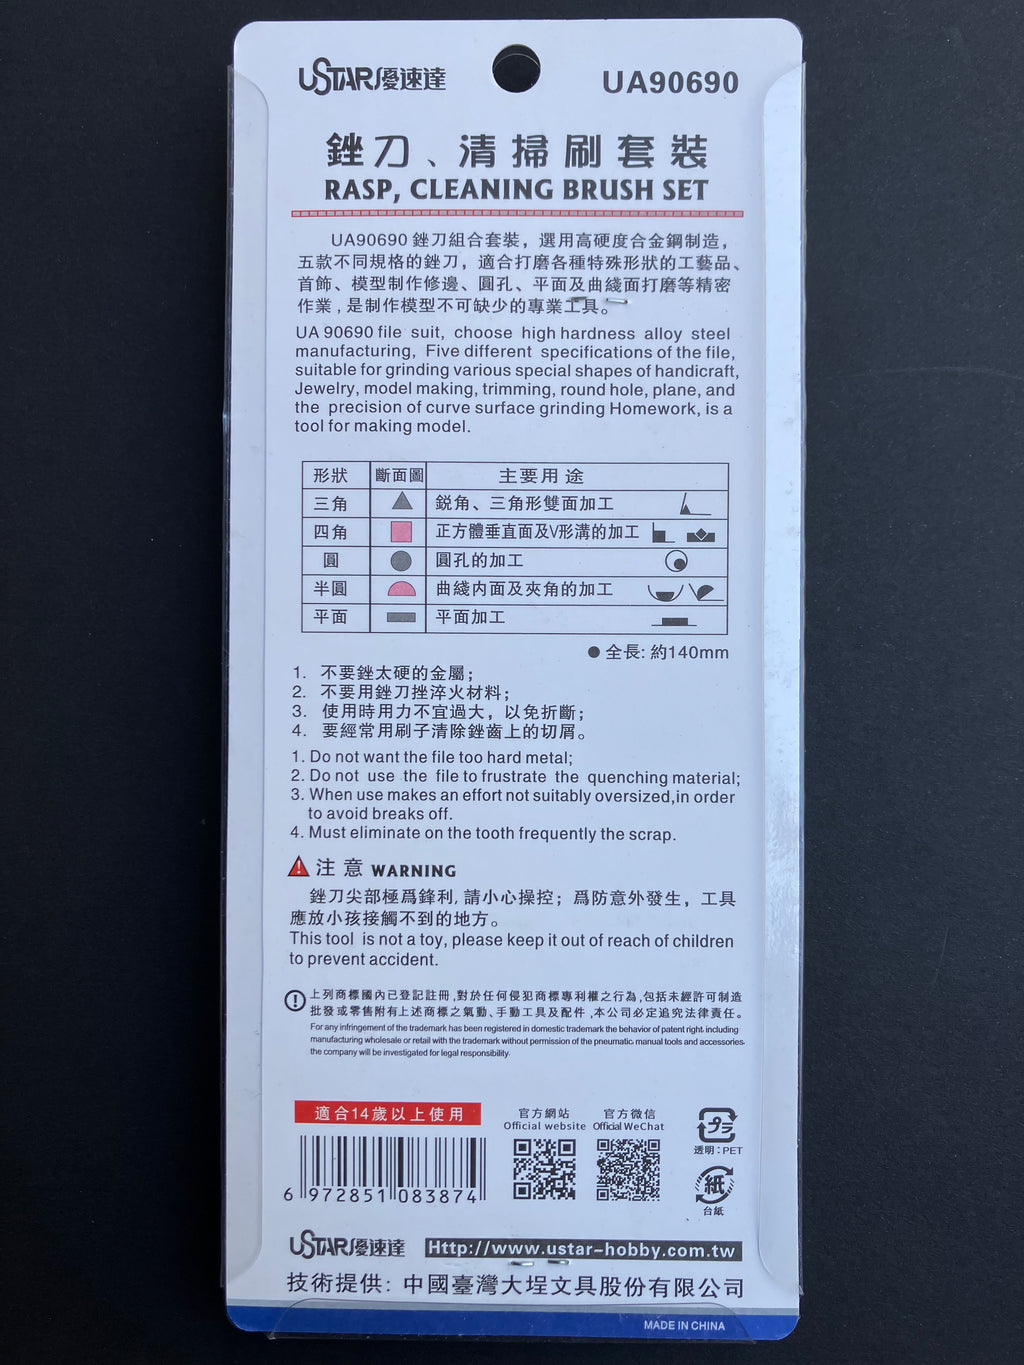 USTAR優速達
UA90690
銼刀、清掃刷套裝
RASP, CLEANING BRUSH SET
UA90690 銼刀組合套裝，選用高硬度合金鋼制造，
五款不同規格的銼刀，適合打磨各種特殊形狀的工藝品、
首飾、模型制作修邊、圓孔、平面及曲綫面打磨等精密
作業，是制作模型不可缺少的專業工具。
UA 90690 file suit, choose high hardness alloy steel
manufacturing, Five different specifications of the file,
suitable for grinding various special shapes of handicraft,
Jewelry, model making, trimming, round hole, plane, and
the precision of curve surface grinding Homework, is a
tool for making model.
形狀 斷面圖 主要用途
三角 鋭角、三角形雙面加工
四角 正方體垂直面及V形溝的加工
圓 圓孔的加工
半圓 曲綫内面及夾角的加工
平面 平面加工
● 全長: 約140mm
1. 不要銼太硬的金屬；
2. 不要用銼刀挫淬火材料；
3. 使用時用力不宜過大，以免折斷；
4. 要經常用刷子清除銼齒上的切屑。
1. Do not want the file too hard metal;
2. Do not use the file to frustrate the quenching material;
3. When use makes an effort not suitably oversized,in order
to avoid breaks off.
4. Must eliminate on the tooth frequently the scrap.
注意 WARNING
銼刀尖部極爲鋒利, 請小心操控；爲防意外發生，工具
應放小孩接觸不到的地方。
This tool is not a toy, please keep it out of reach of children
to prevent accident.
上列商標國內已登記註冊,對於任何侵犯商標專利權之行為,包括未經許可制造
批發或零售附有上述商標之氣動、手動工具及配件,本公司必定追究法律責任。
For any infringement of the trademark has been registered in domestic trademark the behavior of patent right, including
manufacturing wholesale or retail with the trademark without permission of the pneumatic, manual tools and accessories,
the company will be investigated for legal responsibility.
適合14歲以上使用
官方網站 官方微信
Official website Official WeChat
プラ
透明：PET
6 972851 083874
紙
台紙
USTAR優速達 Http://www.ustar-hobby.com.tw
技術提供: 中國臺灣大埕文具股份有限公司
MADE IN CHINA